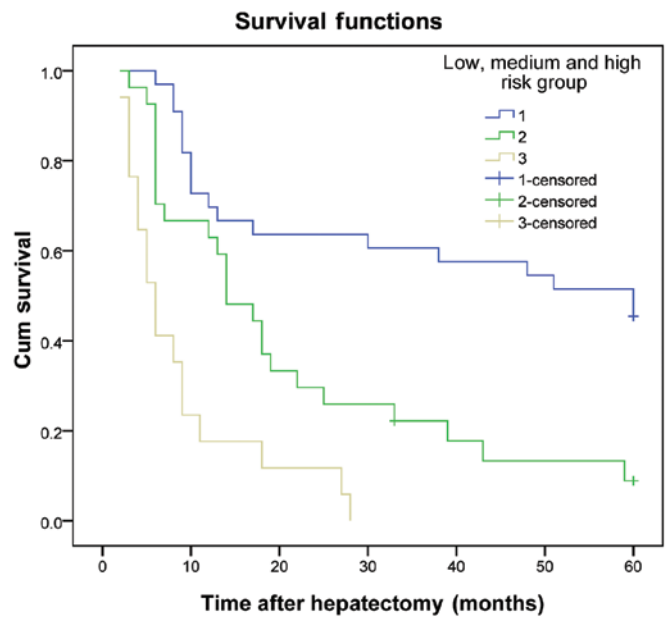 Survival functions
Low, medium and high
risk group
1
2
3
1-censored
2-censored
3-censored
1.0
0.8
0.6
0.4
0.2
0.0
Cum survival
0
10
20
30
40
50
60
Time after hepatectomy (months)